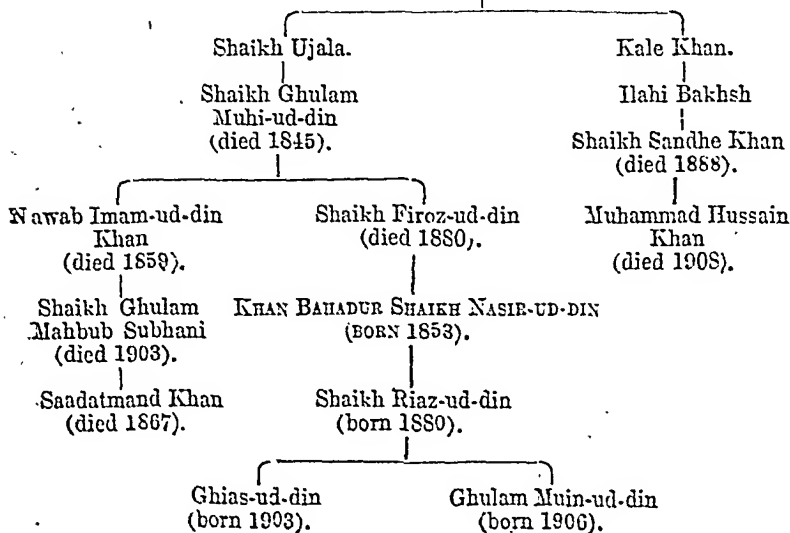 Shaikh Ujala. Kale Khan.
Shaikh Ghulam Ilahi Bakhsh
Muhi-ud-din
(died 1845). Shaikh Sandhe Khan
(died 1888).
Nawab Imam-ud-din Shaikh Firoz-ud-din Muhammad Hussain
Khan (died 1880). Khan
(died 1859). (died 1908).
Shaikh Ghulam KHAN BAHADUR SHAIKH NASIR-UD-DIN
Mahbub Subhani (BORN 1853).
(died 1903).
Saadatmand Khan Shaikh Riaz-ud-din
(died 1867). (born 1880).
Ghias-ud-din Ghulam Muin-ud-din
(born 1903). (born 1906).